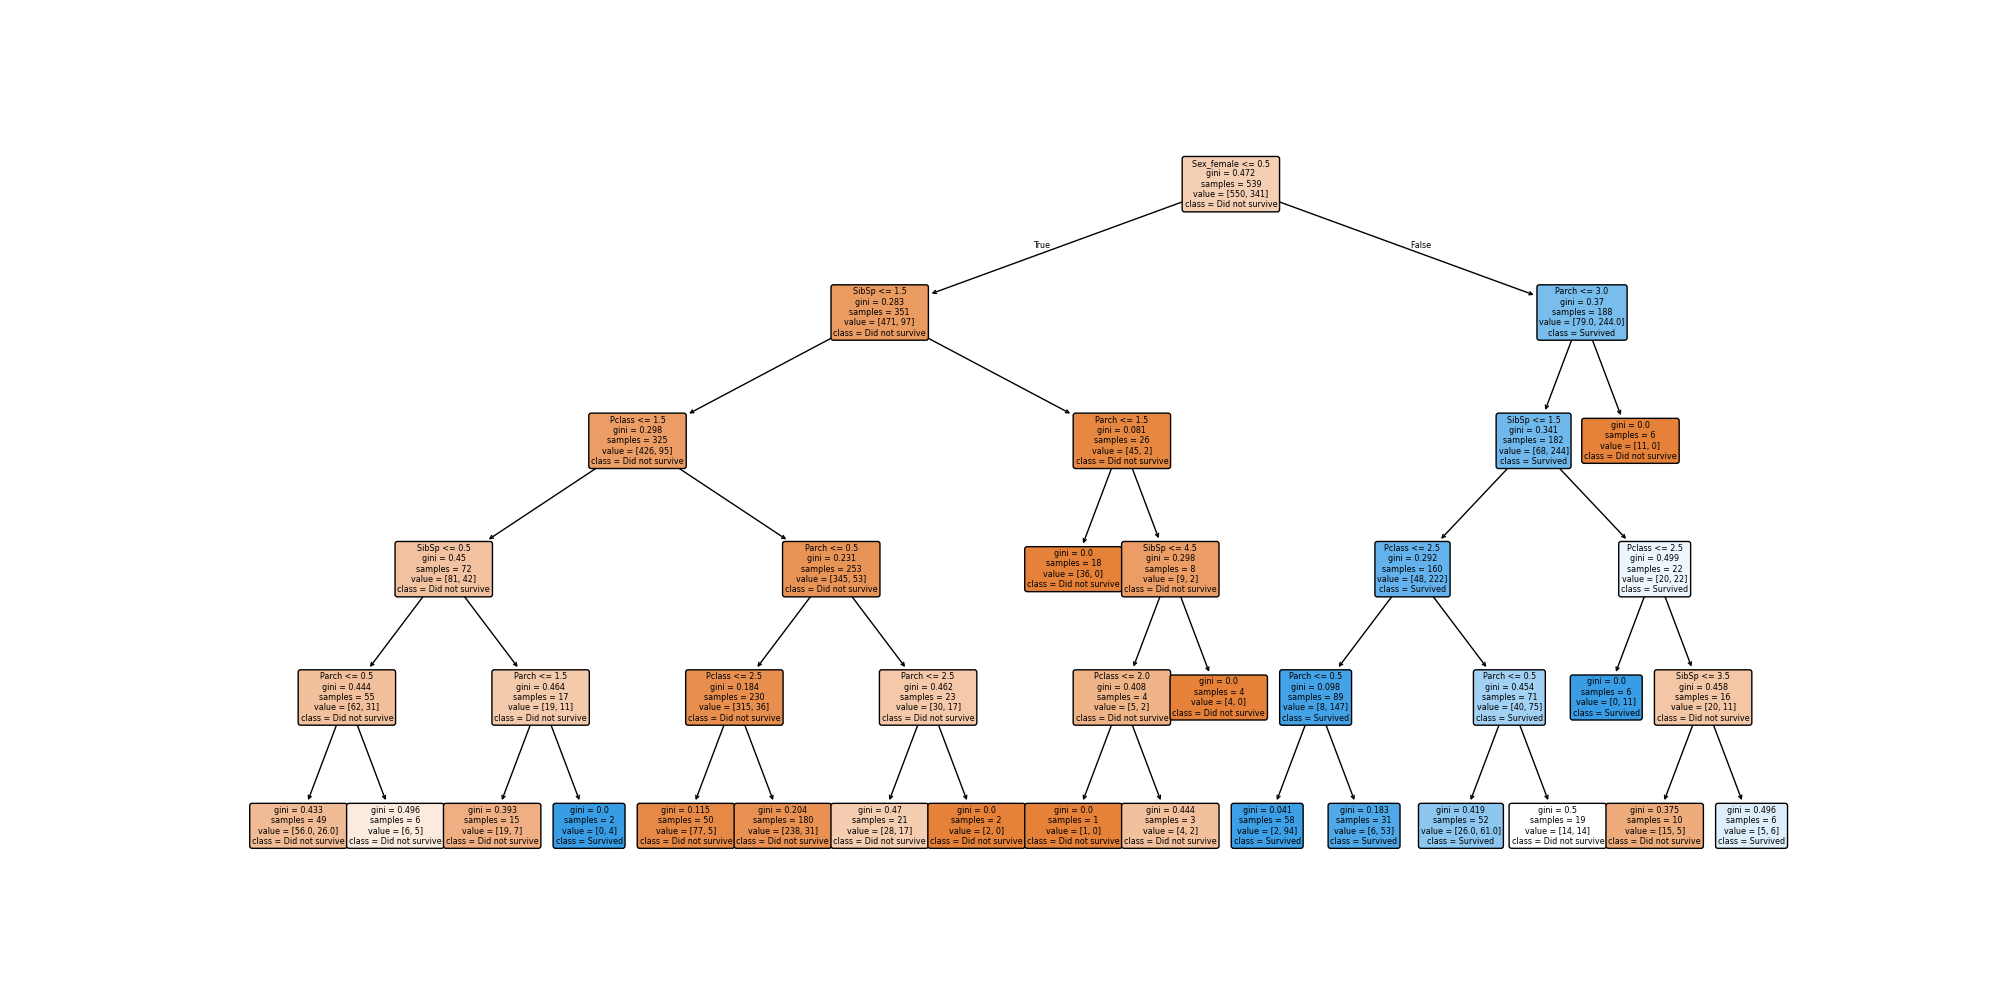 Sex_female <= 0.5
gini = 0.472
samples = 539
value = [550, 341]
class = Did not survive
True
False
SibSp <= 1.5
gini = 0.283
samples = 351
value = [471, 97]
class = Did not survive
Parch <= 3.0
gini = 0.37
samples = 188
value = [79.0, 244.0]
class = Survived
Pclass <= 1.5
gini = 0.298
samples = 325
value = [426, 95]
class = Did not survive
Parch <= 1.5
gini = 0.081
samples = 26
value = [45, 2]
class = Did not survive
SibSp <= 1.5
gini = 0.341
samples = 182
value = [68, 244]
class = Survived
gini = 0.0
samples = 6
value = [11, 0]
class = Did not survive
SibSp <= 0.5
gini = 0.45
samples = 72
value = [81, 42]
class = Did not survive
Parch <= 0.5
gini = 0.231
samples = 253
value = [345, 53]
class = Did not survive
gini = 0.0
samples = 18
value = [36, 0]
class = Did not survive
SibSp <= 4.5
gini = 0.298
samples = 8
value = [9, 2]
class = Did not survive
Pclass <= 2.5
gini = 0.292
samples = 160
value = [48, 222]
class = Survived
Pclass <= 2.5
gini = 0.499
samples = 22
value = [20, 22]
class = Survived
Parch <= 0.5
gini = 0.444
samples = 55
value = [62, 31]
class = Did not survive
Parch <= 1.5
gini = 0.464
samples = 17
value = [19, 11]
class = Did not survive
Pclass <= 2.5
gini = 0.184
samples = 230
value = [315, 36]
class = Did not survive
Parch <= 2.5
gini = 0.462
samples = 23
value = [30, 17]
class = Did not survive
Pclass <= 2.0
gini = 0.408
samples = 4
value = [5, 2]
class = Did not survive
gini = 0.0
samples = 4
value = [4, 0]
class = Did not survive
Parch <= 0.5
gini = 0.098
samples = 89
value = [8, 147]
class = Survived
Parch <= 0.5
gini = 0.454
samples = 71
value = [40, 75]
class = Survived
gini = 0.0
samples = 6
value = [0, 11]
class = Survived
SibSp <= 3.5
gini = 0.458
samples = 16
value = [20, 11]
class = Did not survive
gini = 0.433
samples = 49
value = [56.0, 26.0]
class = Did not survive
gini = 0.496
samples = 6
value = [6, 5]
class = Did not survive
gini = 0.393
samples = 15
value = [19, 7]
class = Did not survive
gini = 0.0
samples = 2
value = [0, 4]
class = Survived
gini = 0.115
samples = 50
value = [77, 5]
class = Did not survive
gini = 0.204
samples = 180
value = [238, 31]
class = Did not survive
gini = 0.47
samples = 21
value = [28, 17]
class = Did not survive
gini = 0.0
samples = 2
value = [2, 0]
class = Did not survive
gini = 0.0
samples = 1
value = [1, 0]
class = Did not survive
gini = 0.444
samples = 3
value = [4, 2]
class = Did not survive
gini = 0.041
samples = 58
value = [2, 94]
class = Survived
gini = 0.183
samples = 31
value = [6, 53]
class = Survived
gini = 0.419
samples = 52
value = [26.0, 61.0]
class = Survived
gini = 0.5
samples = 19
value = [14, 14]
class = Did not survive
gini = 0.375
samples = 10
value = [15, 5]
class = Did not survive
gini = 0.496
samples = 6
value = [5, 6]
class = Survived